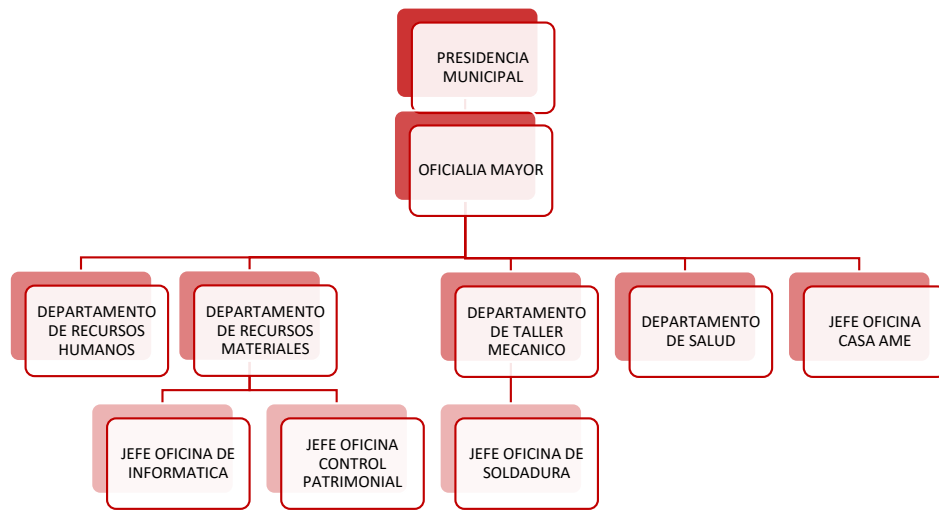 PRESIDENCIA
MUNICIPAL
OFICIALIA MAYOR
DEPARTAMENTO
DE RECURSOS
HUMANOS
DEPARTAMENTO
DE RECURSOS
MATERIALES
DEPARTAMENTO
DE TALLER
MECANICO
DEPARTAMENTO
DE SALUD
JEFE OFICINA
CASA AME
JEFE OFICINA DE
INFORMATICA
JEFE OFICINA
CONTROL
PATRIMONIAL
JEFE OFICINA DE
SOLDADURA